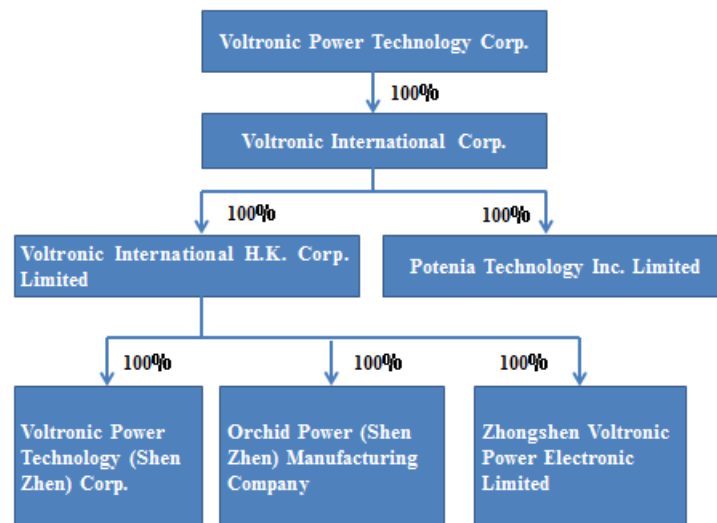 Voltronic Power Technology Corp.
100%
Voltronic International Corp.
100%
100%
Voltronic International H.K. Corp.
Limited
Potenia Technology Inc. Limited
100%
100%
100%
Voltronic Power
Technology (Shen
Zhen) Corp.
Orchid Power (Shen
Zhen) Manufacturing
Company
Zhongshen Voltronic
Power Electronic
Limited